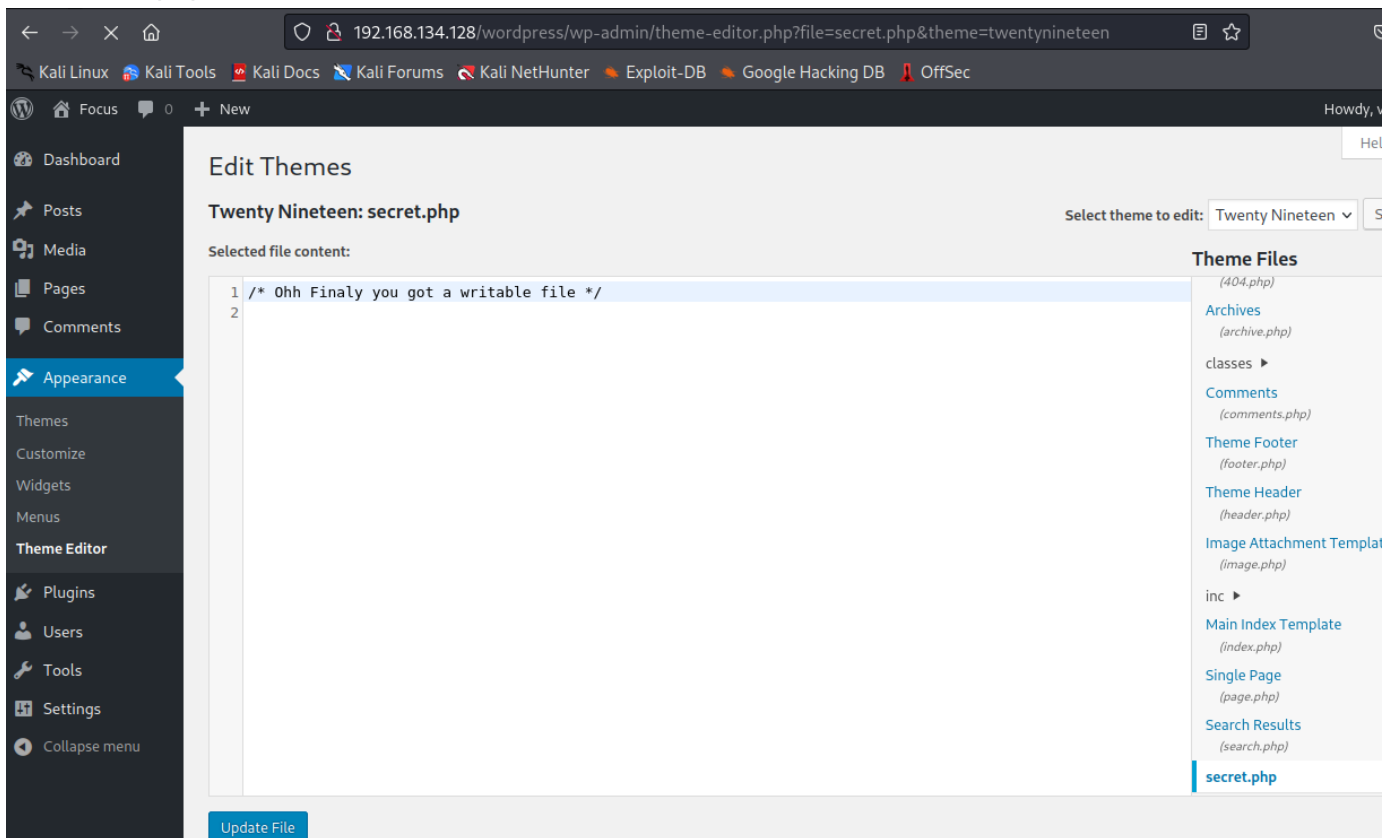 192.168.134.128/wordpress/wp-admin/theme-editor.php?file=secret.php&theme=twentynineteen
Kali Linux Kali Tools Kali Docs Kali Forums Kali NetHunter Exploit-DB Google Hacking DB OffSec
Focus 0 New Howdy, v
Hel
Dashboard
Posts
Media
Pages
Comments
Appearance
Themes
Customize
Widgets
Menus
Theme Editor
Plugins
Users
Tools
Settings
Collapse menu
Edit Themes
Twenty Nineteen: secret.php
Select theme to edit: Twenty Nineteen S
Selected file content:
1 /* Ohh Finaly you got a writable file */
2
Update File
Theme Files
(404.php)
Archives
(archive.php)
classes
Comments
(comments.php)
Theme Footer
(footer.php)
Theme Header
(header.php)
Image Attachment Templat
(image.php)
inc
Main Index Template
(index.php)
Single Page
(page.php)
Search Results
(search.php)
secret.php